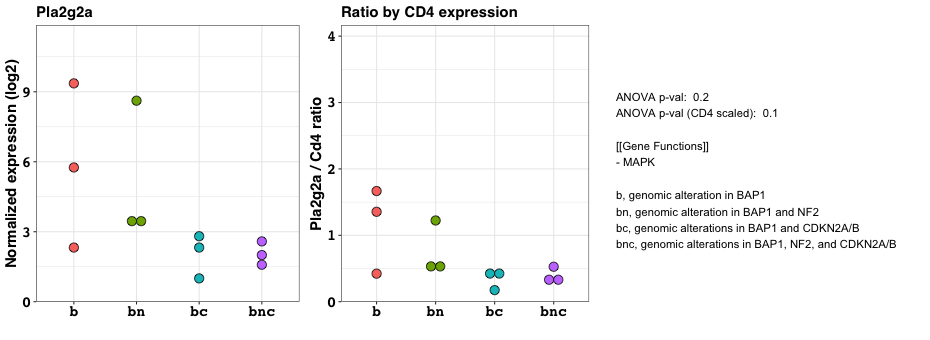 Pla2g2a
Normalized expression (log2)
9
6
3
0
b
bn
bc
bnc
Ratio by CD4 expression
Pla2g2a / Cd4 ratio
4
3
2
1
0
b
bn
bc
bnc
ANOVA p-val:  0.2
ANOVA p-val (CD4 scaled):  0.1
[[Gene Functions]]
- MAPK
b, genomic alteration in BAP1
bn, genomic alteration in BAP1 and NF2
bc, genomic alterations in BAP1 and CDKN2A/B
bnc, genomic alterations in BAP1, NF2, and CDKN2A/B